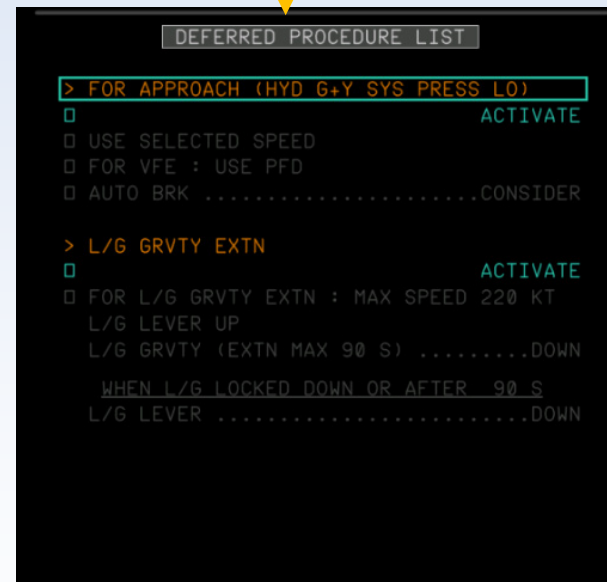 DEFERRED PROCEDURE LIST
> FOR APPROACH (HYD G+Y SYS PRESS LO)
ACTIVATE
USE SELECTED SPEED
FOR VFE : USE PFD
AUTO BRK ........................CONSIDER
> L/G GRVTY EXTN
ACTIVATE
FOR L/G GRVTY EXTN : MAX SPEED 220 KT
L/G LEVER UP
L/G GRVTY (EXTN MAX 90 S) .........DOWN
WHEN L/G LOCKED DOWN OR AFTER 90 S
L/G LEVER ..........................DOWN